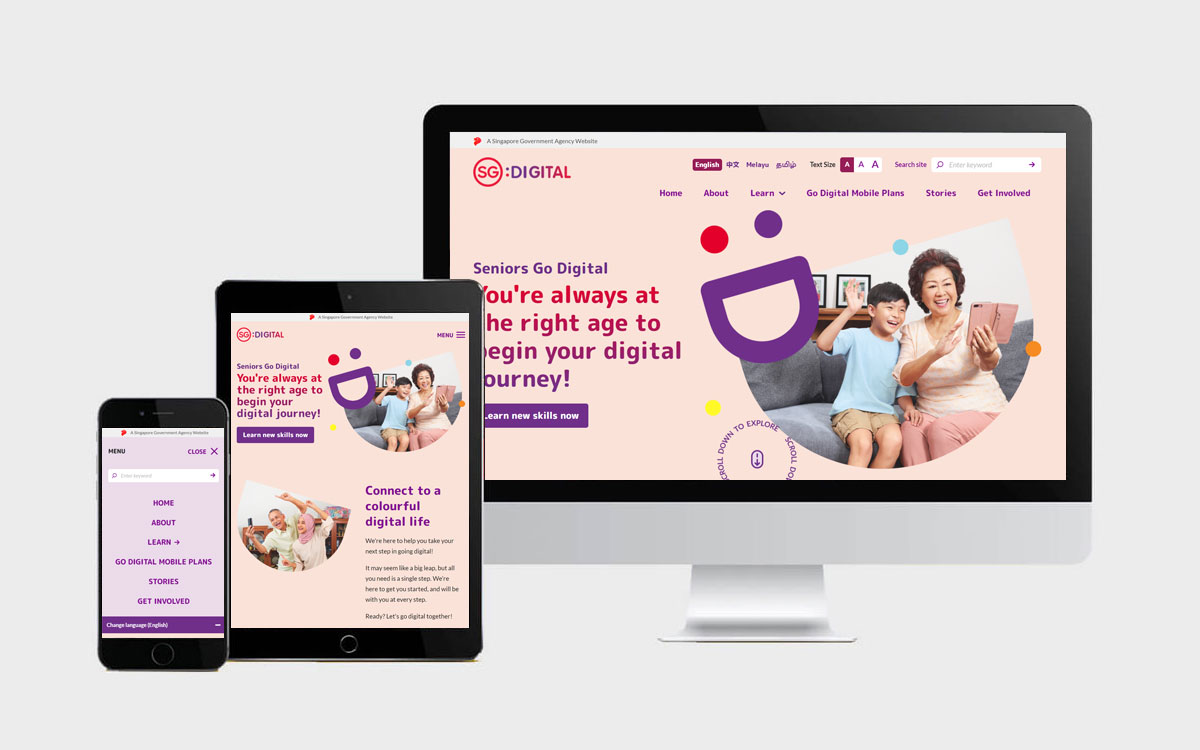 A Singapore Government Agency Website
SG:DIGITAL
English 中文 Melayu தமிழ் Text Size A A A Search site Enter keyword
Home About Learn Go Digital Mobile Plans Stories Get Involved
Seniors Go Digital
You're always at
the right age to
begin your digital
journey!
Learn new skills now
SCROLL DOWN TO EXPLORE SCROLL DOW
A Singapore Government Agency Website
SG:DIGITAL
MENU
Seniors Go Digital
You're always at
the right age to
begin your
digital journey!
Learn new skills now
Connect to a
colourful
digital life
We're here to help you take your
next step in going digital!
It may seem like a big leap, but all
you need is a single step. We're
here to get you started, and will be
with you at every step.
Ready? Let's go digital together!
A Singapore Government Agency Website
MENU CLOSE
Enter keyword
HOME
ABOUT
LEARN
GO DIGITAL MOBILE PLANS
STORIES
GET INVOLVED
Change language (English)